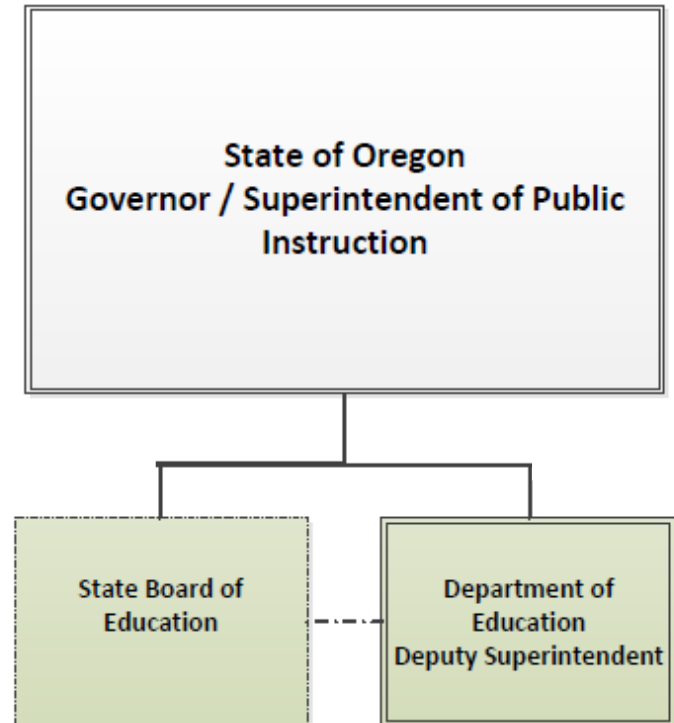 State of Oregon
Governor / Superintendent of Public
Instruction
State Board of
Education
Department of
Education
Deputy Superintendent